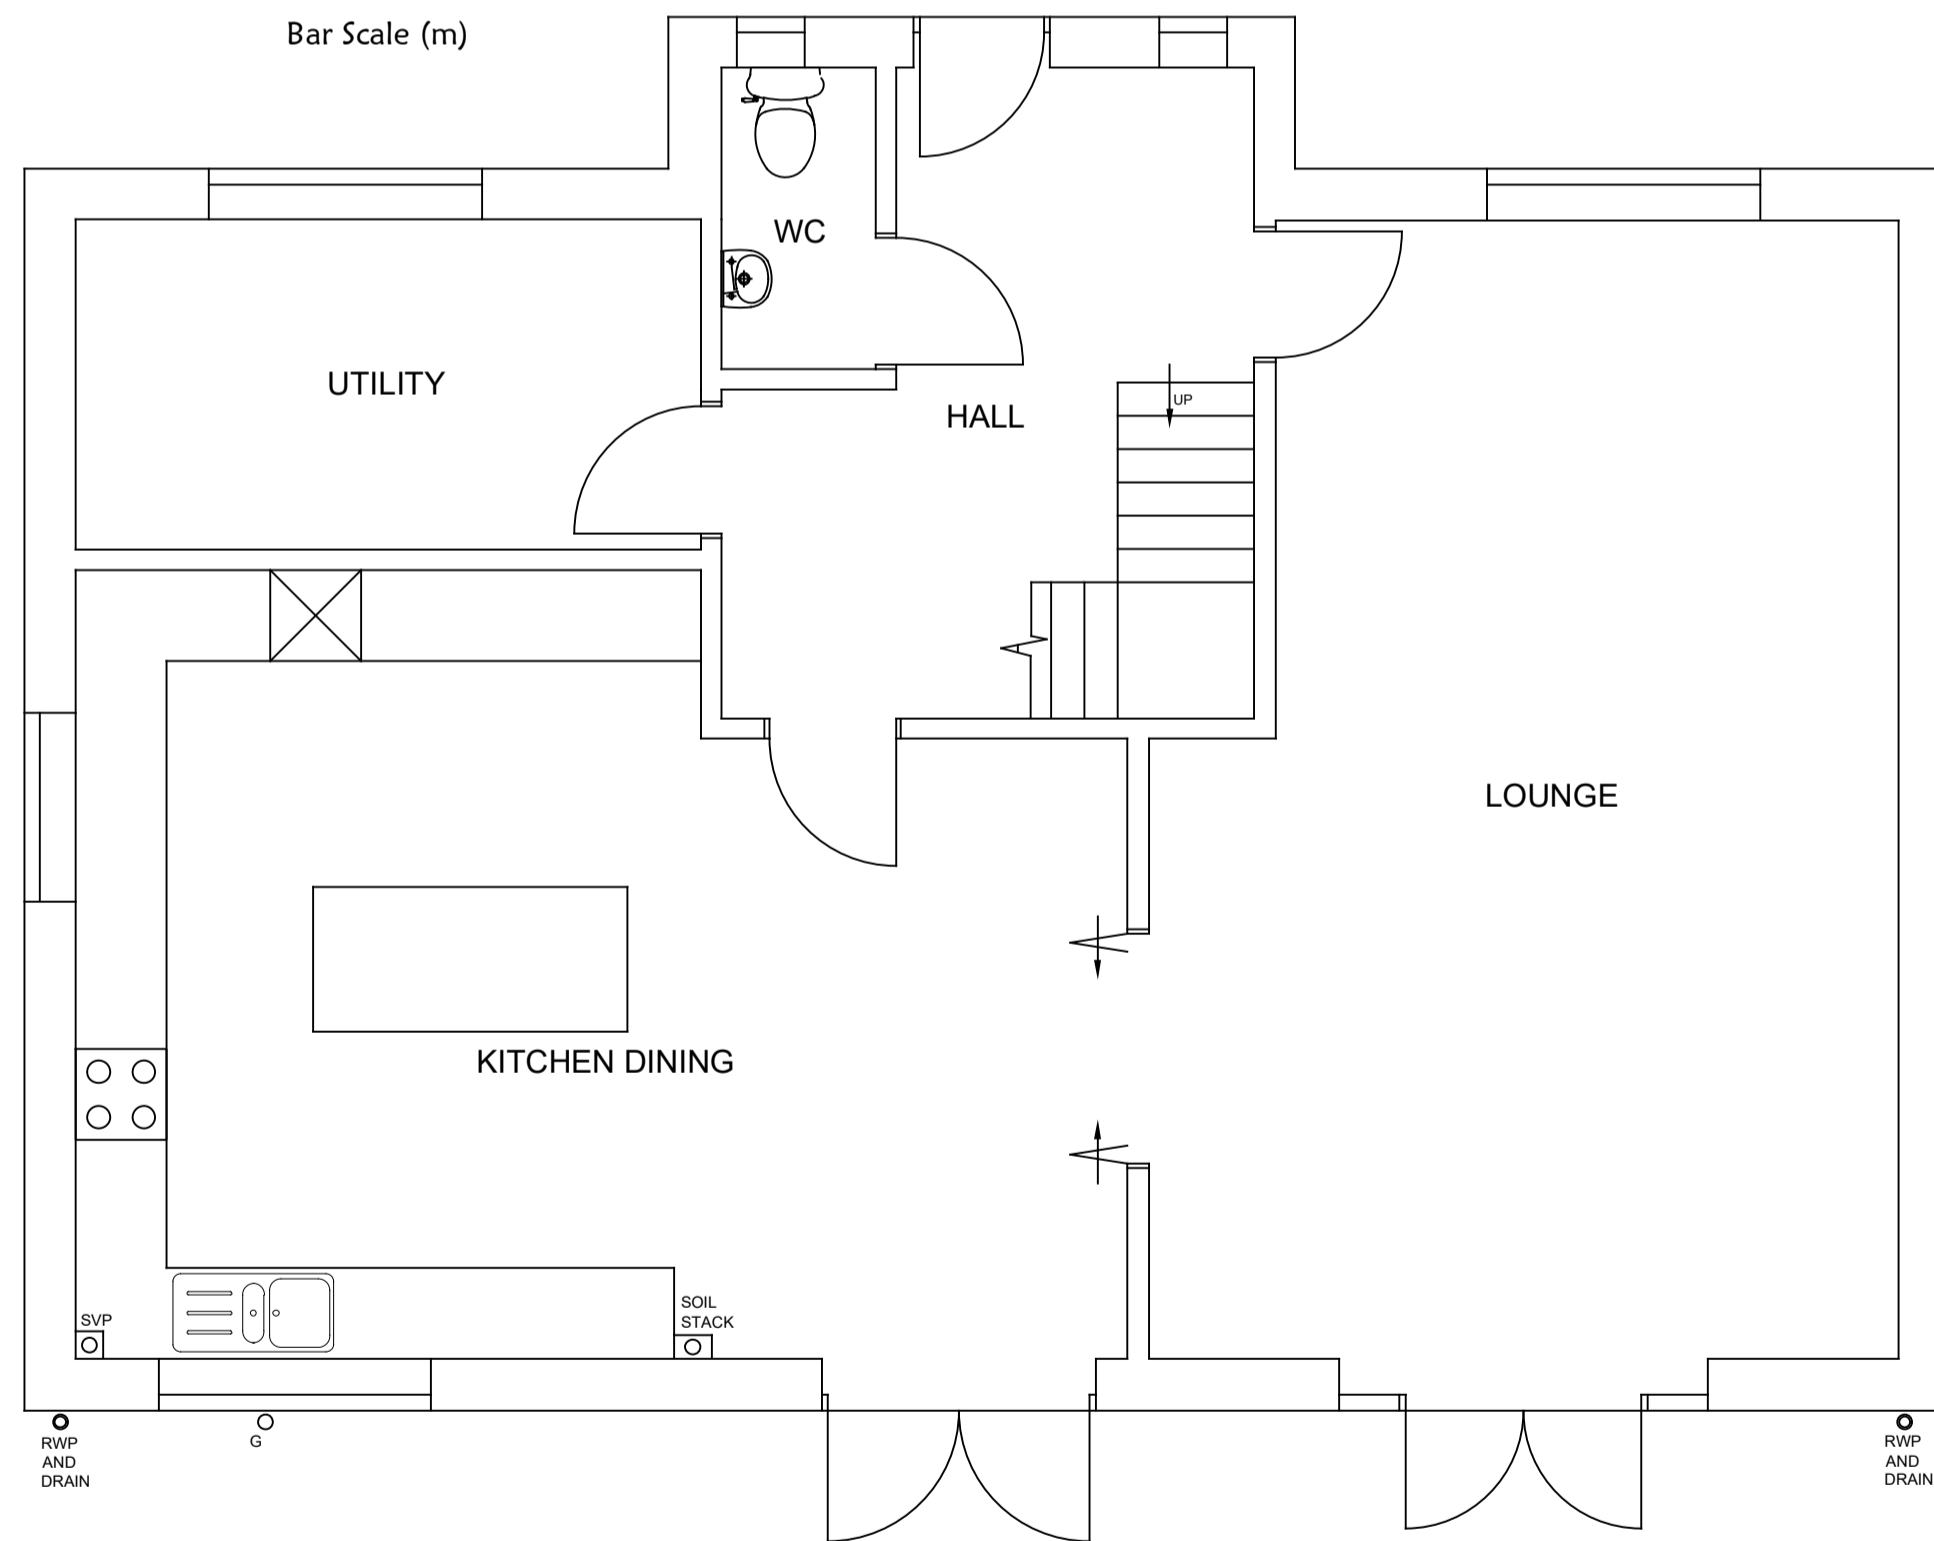 Bar Scale (m)
WC
UTILITY
UP
HALL
LOUNGE
KITCHEN DINING
SVP
SOIL
STACK
RWP
AND
DRAIN
G
RWP
AND
DRAIN